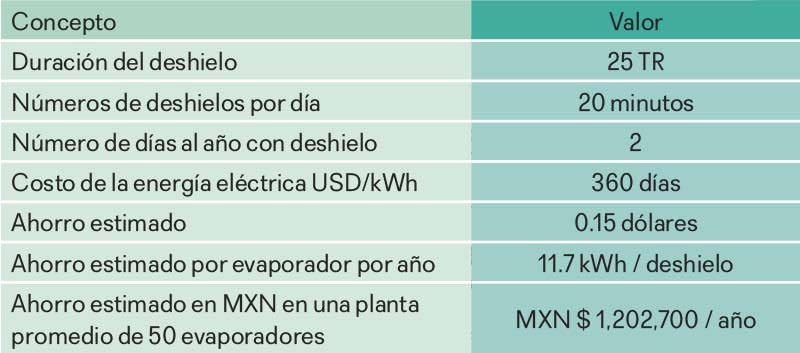 Concepto Valor
Duración del deshielo 25 TR
Números de deshielos por día 20 minutos
Número de días al año con deshielo 2
Costo de la energía eléctrica USD/kWh 360 días
Ahorro estimado 0.15 dólares
Ahorro estimado por evaporador por año 11.7 kWh / deshielo
Ahorro estimado en MXN en una planta
promedio de 50 evaporadores MXN $ 1,202,700 / año